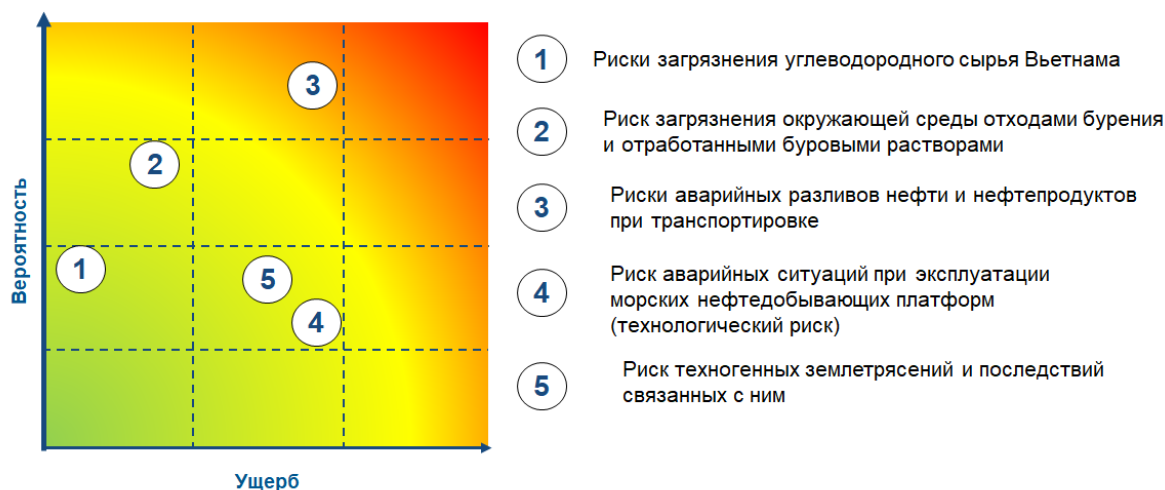 Вероятность
3
2
1
5
4
Ущерб
1
Риски загрязнения углеводородного сырья Вьетнама
2
Риск загрязнения окружающей среды отходами бурения
и отработанными буровыми растворами
3
Риски аварийных разливов нефти и нефтепродуктов
при транспортировке
4
Риск аварийных ситуаций при эксплуатации
морских нефтедобывающих платформ
(технологический риск)
5
Риск техногенных землетрясений и последствий
связанных с ним